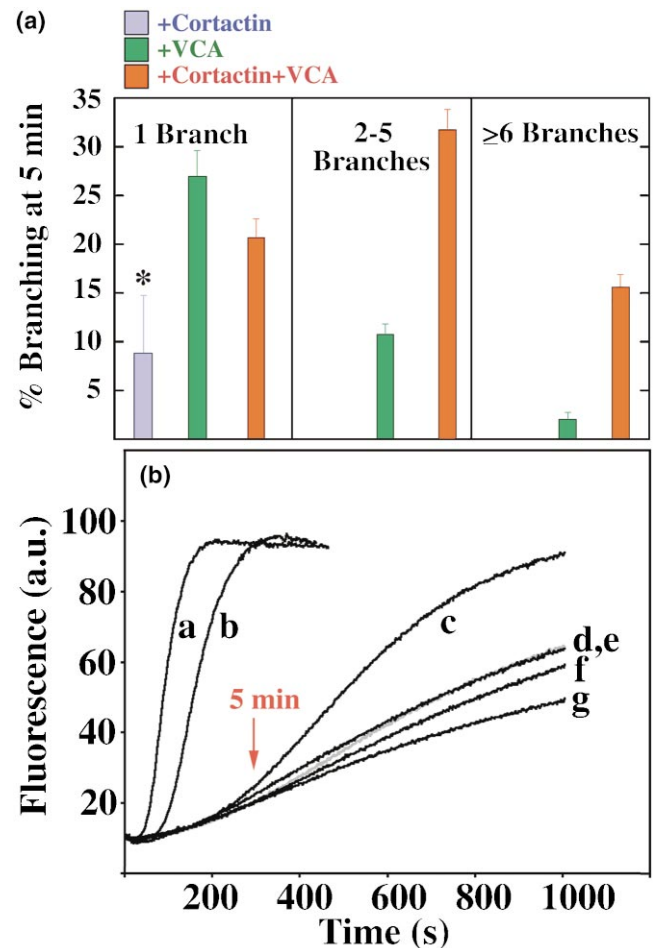 (a)
+Cortactin
+VCA
+Cortactin+VCA
% Branching at 5 min
35
30
25
20
15
10
5
1 Branch
2-5
Branches
≥6 Branches
*
(b)
Fluorescence (a.u.)
100
80
60
40
20
a
b
c
d,e
f
g
5 min
200
400
600
800
1000
Time (s)